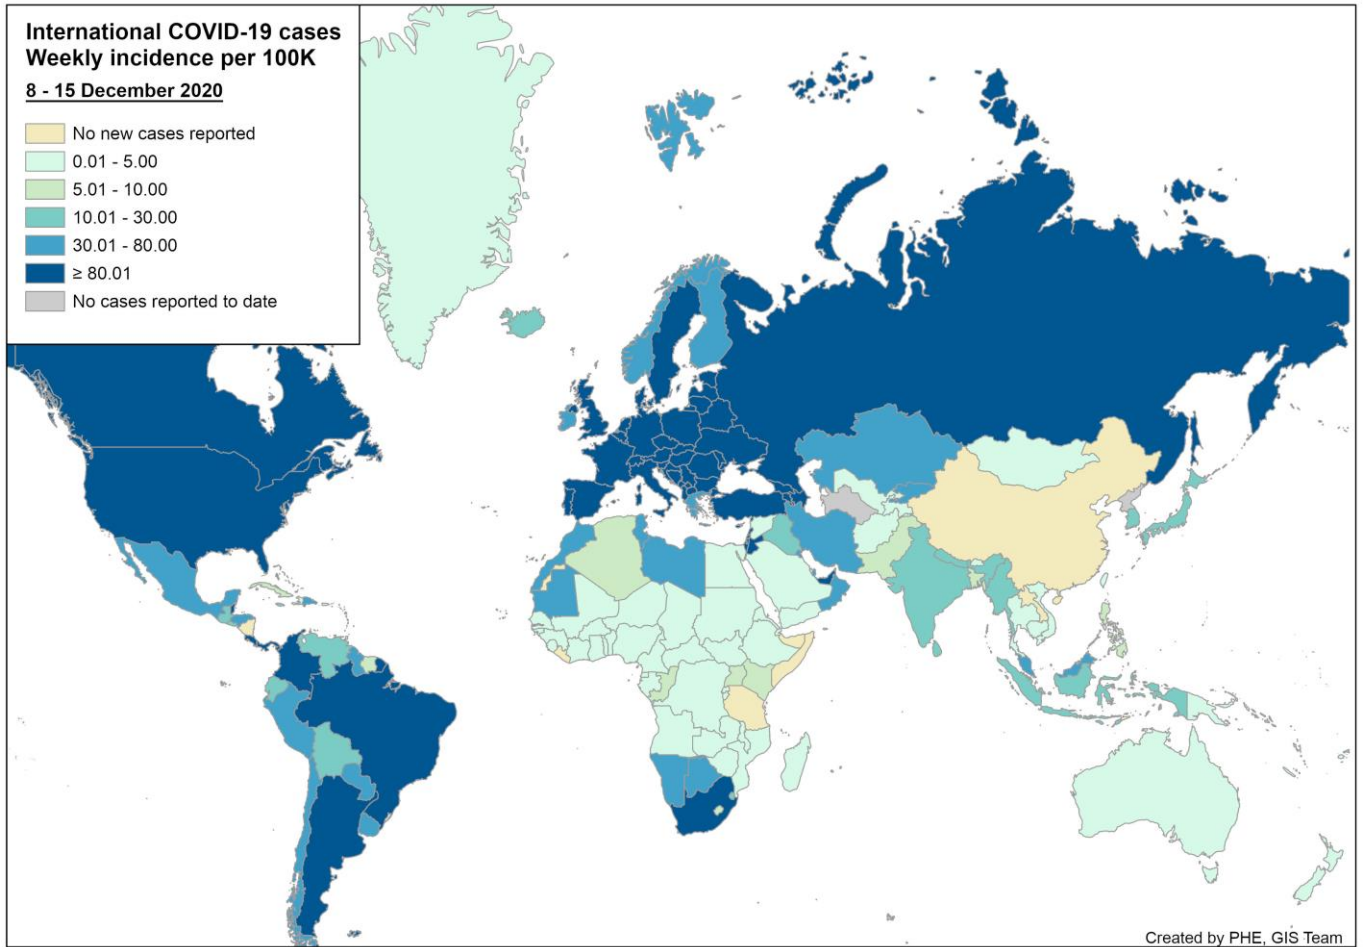 International COVID-19 cases
Weekly incidence per 100K
8 - 15 December 2020
No new cases reported
0.01 - 5.00
5.01 - 10.00
10.01 - 30.00
30.01 - 80.00
≥ 80.01
No cases reported to date
Created by PHE, GIS Team